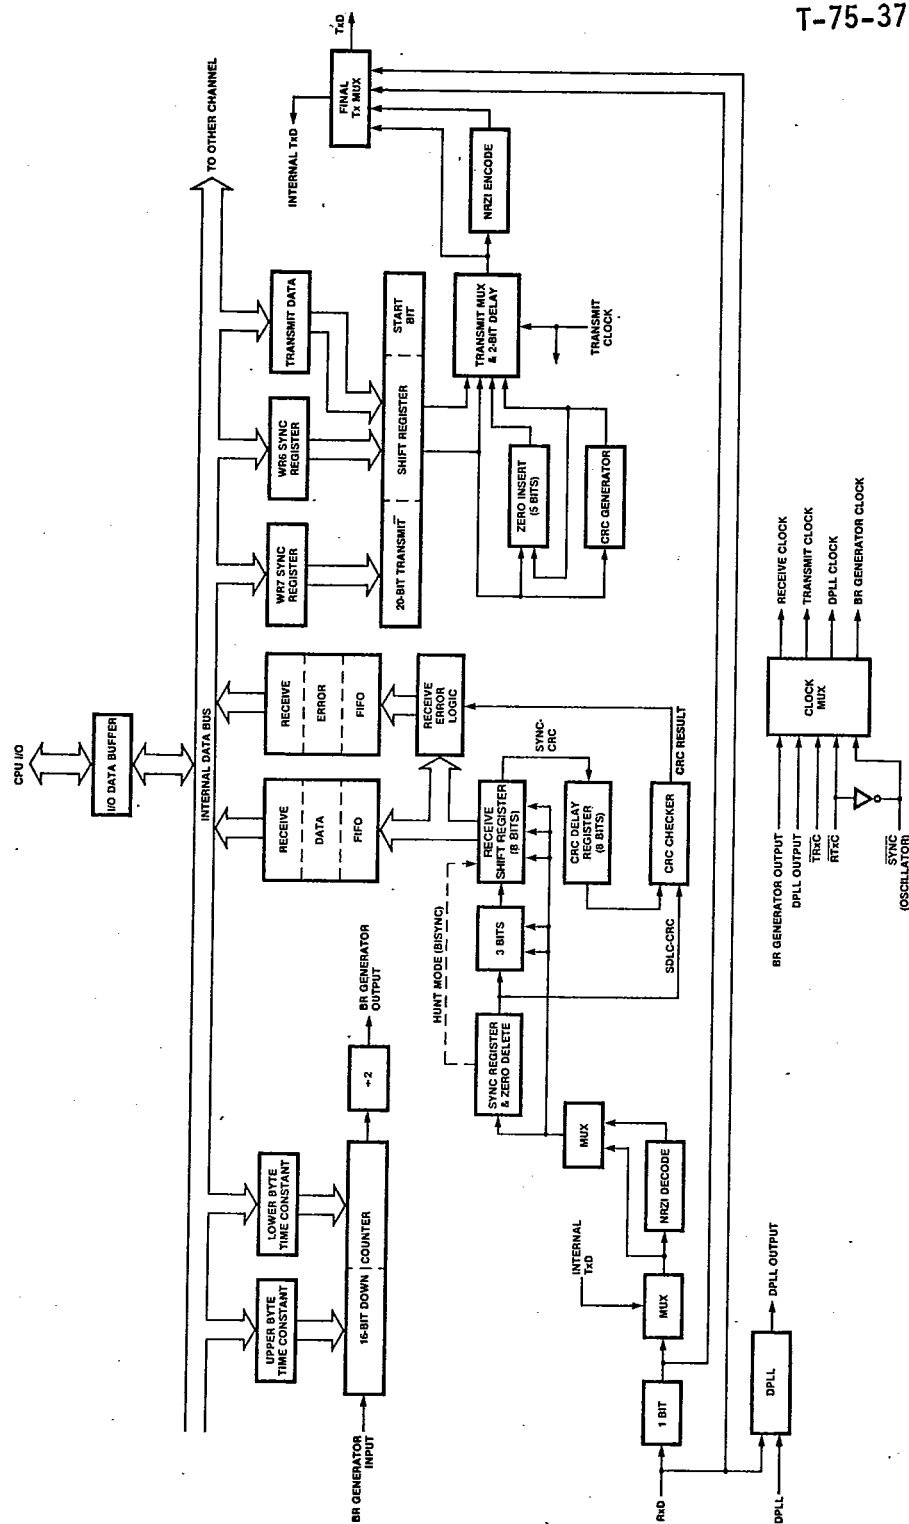 T-75-37
CPU I/O
I/O DATA BUFFER
INTERNAL DATA BUS
TO OTHER CHANNEL
UPPER BYTE
TIME CONSTANT
LOWER BYTE
TIME CONSTANT
16-BIT DOWN COUNTER
BR GENERATOR
INPUT
÷2
BR GENERATOR
OUTPUT
RECEIVE
DATA
FIFO
RECEIVE
ERROR
FIFO
RECEIVE
ERROR
LOGIC
WR7 SYNC
REGISTER
WR6 SYNC
REGISTER
TRANSMIT DATA
20-BIT TRANSMIT
SHIFT REGISTER
START
BIT
INTERNAL TxD
FINAL
Tx MUX
TxD
NRZI ENCODE
TRANSMIT MUX
& 2-BIT DELAY
TRANSMIT
CLOCK
ZERO INSERT
(5 BITS)
CRC GENERATOR
HUNT MODE (BISYNC)
SYNC REGISTER
& ZERO DELETE
3 BITS
RECEIVE
SHIFT REGISTER
(8 BITS)
SYNC-
CRC
CRC DELAY
REGISTER
(8 BITS)
CRC CHECKER
CRC RESULT
SDLC-CRC
INTERNAL
TxD
MUX
NRZI DECODE
MUX
1 BIT
RxD
DPLL
DPLL
DPLL OUTPUT
BR GENERATOR OUTPUT
DPLL OUTPUT
TRxC
RTxC
SYNC
(OSCILLATOR)
CLOCK
MUX
RECEIVE CLOCK
TRANSMIT CLOCK
DPLL CLOCK
BR GENERATOR CLOCK